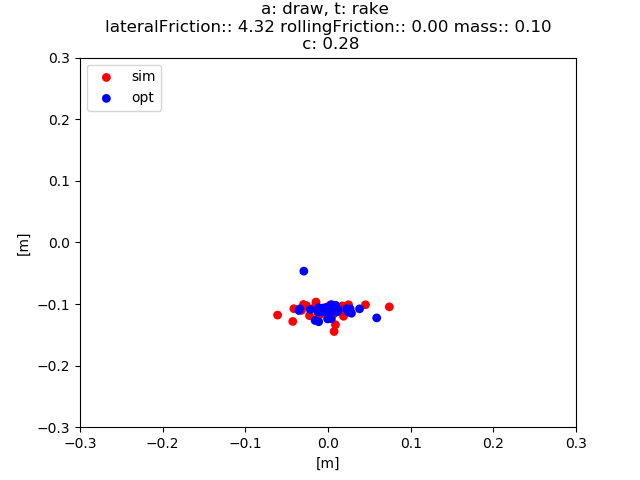 a: draw, t: rake
lateralFriction:: 4.32 rollingFriction:: 0.00 mass:: 0.10
c: 0.28
0.3
sim
opt
0.2
0.1
0.0
[m]
−0.1
−0.2
−0.3
−0.3 −0.2 −0.1 0.0 0.1 0.2 0.3
[m]